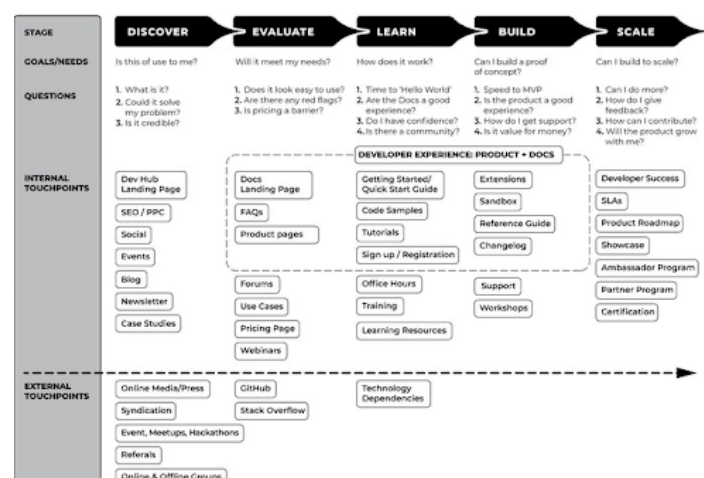 STAGE
DISCOVER
EVALUATE
LEARN
BUILD
SCALE
GOALS/NEEDS
Is this of use to me?
Will it meet my needs?
How does it work?
Can I build a proof
of concept?
Can I build to scale?
QUESTIONS
1. What is it?
2. Could it solve
my problem?
3. Is it credible?
1. Does it look easy to use?
2. Are there any red flags?
3. Is pricing a barrier?
1. Time to 'Hello World'
2. Are the Docs a good
experience?
3. Do I have confidence?
4. Is there a community?
1. Speed to MVP
2. Is the product a good
experience?
3. How do I get support?
4. Is it value for money?
1. Can I do more?
2. How do I give
feedback?
3. How can I contribute?
4. Will the product grow
with me?
DEVELOPER EXPERIENCE: PRODUCT + DOCS
INTERNAL
TOUCHPOINTS
Dev Hub
Landing Page
SEO / PPC
Social
Events
Blog
Newsletter
Case Studies
Docs
Landing Page
FAQs
Product pages
Forums
Use Cases
Pricing Page
Webinars
Getting Started/
Quick Start Guide
Code Samples
Tutorials
Sign up / Registration
Office Hours
Training
Learning Resources
Extensions
Sandbox
Reference Guide
Changelog
Support
Workshops
Developer Success
SLAs
Product Roadmap
Showcase
Ambassador Program
Partner Program
Certification
EXTERNAL
TOUCHPOINTS
Online Media/Press
Syndication
Event, Meetups, Hackathons
Referrals
Online & Offline Groups
GitHub
Stack Overflow
Technology
Dependencies